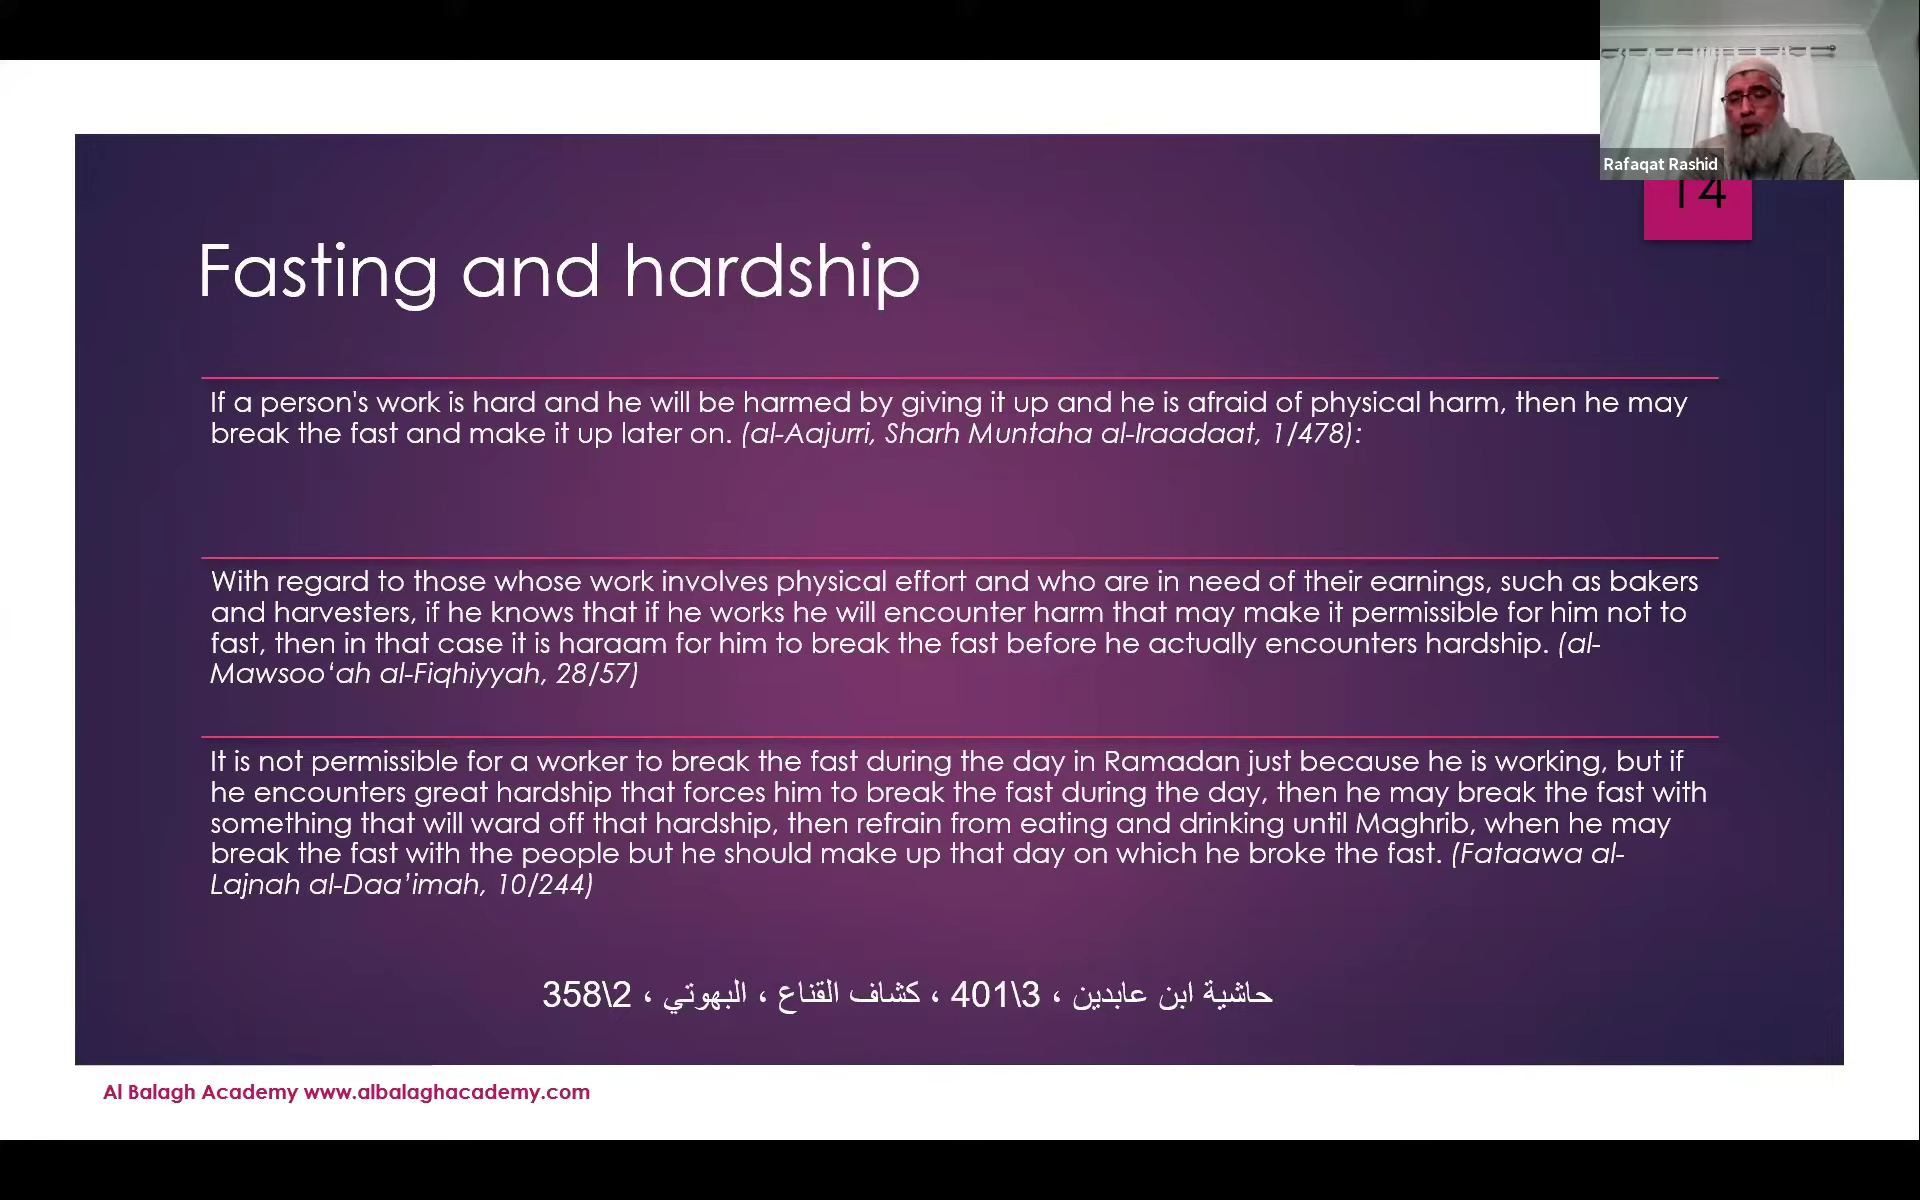 Rafaqat Rashid
14
Fasting and hardship
If a person's work is hard and he will be harmed by giving it up and he is afraid of physical harm, then he may
break the fast and make it up later on. (al-Aajurri, Sharh Muntaha al-Iraadaat, 1/478):
With regard to those whose work involves physical effort and who are in need of their earnings, such as bakers
and harvesters, if he knows that if he works he will encounter harm that may make it permissible for him not to
fast, then in that case it is haraam for him to break the fast before he actually encounters hardship. (al-
Mawsoo‘ah al-Fiqhiyyah, 28/57)
It is not permissible for a worker to break the fast during the day in Ramadan just because he is working, but if
he encounters great hardship that forces him to break the fast during the day, then he may break the fast with
something that will ward off that hardship, then refrain from eating and drinking until Maghrib, when he may
break the fast with the people but he should make up that day on which he broke the fast. (Fataawa al-
Lajnah al-Daa’imah, 10/244)
حاشية ابن عابدين ، 3\401 ، كشاف القناع ، البهوتي ، 2\358
Al Balagh Academy www.albalaghacademy.com